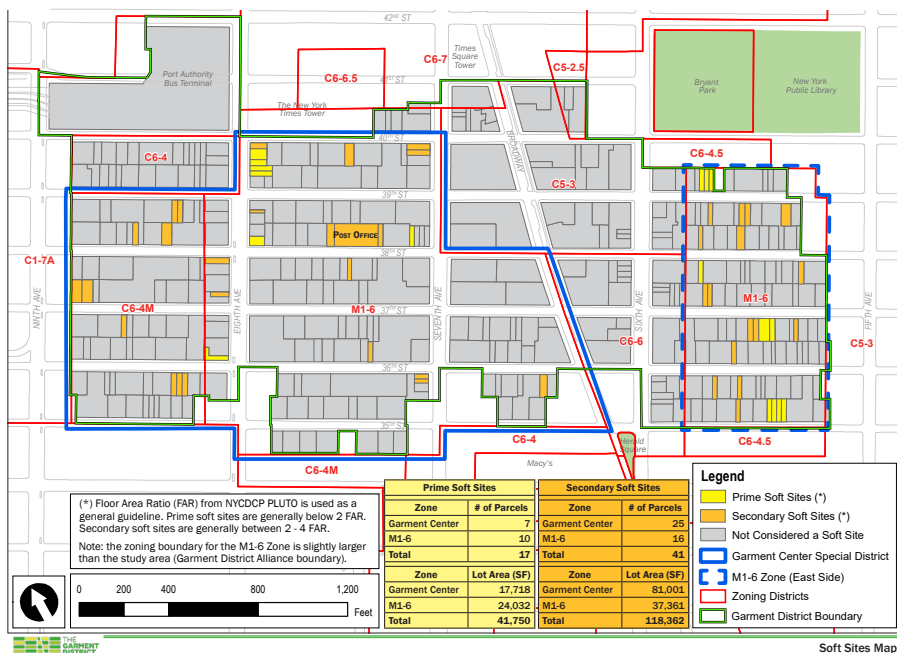 42ND ST
Times
Square
Tower
C6-7
C5-2.5
C6-6.5
41ST ST
Port Authority
Bus Terminal
Bryant
Park
New York
Public Library
The New York
Times Tower
40TH ST
BROADWAY
C6-4
C6-4.5
C5-3
39TH ST
POST OFFICE
38TH ST
C1-7A
NINTH AVE
C6-4M
EIGHTH AVE
M1-6
37TH ST
SEVENTH AVE
C6-6
SIXTH AVE
M1-6
FIFTH AVE
C5-3
36TH ST
35TH ST
C6-4
Herald
Square
C6-4.5
C6-4M
Macy's
(*) Floor Area Ratio (FAR) from NYCDCP PLUTO is used as a
general guideline. Prime soft sites are generally below 2 FAR.
Secondary soft sites are generally between 2 - 4 FAR.
Note: the zoning boundary for the M1-6 Zone is slightly larger
than the study area (Garment District Alliance boundary).
0 200 400 800 1,200
Feet
Prime Soft Sites
Zone # of Parcels
Garment Center 7
M1-6 10
Total 17
Zone Lot Area (SF)
Garment Center 17,718
M1-6 24,032
Total 41,750
Secondary Soft Sites
Zone # of Parcels
Garment Center 25
M1-6 16
Total 41
Zone Lot Area (SF)
Garment Center 81,001
M1-6 37,361
Total 118,362
Legend
Prime Soft Sites (*)
Secondary Soft Sites (*)
Not Considered a Soft Site
Garment Center Special District
M1-6 Zone (East Side)
Zoning Districts
Garment District Boundary
THE
GARMENT
DISTRICT
Soft Sites Map